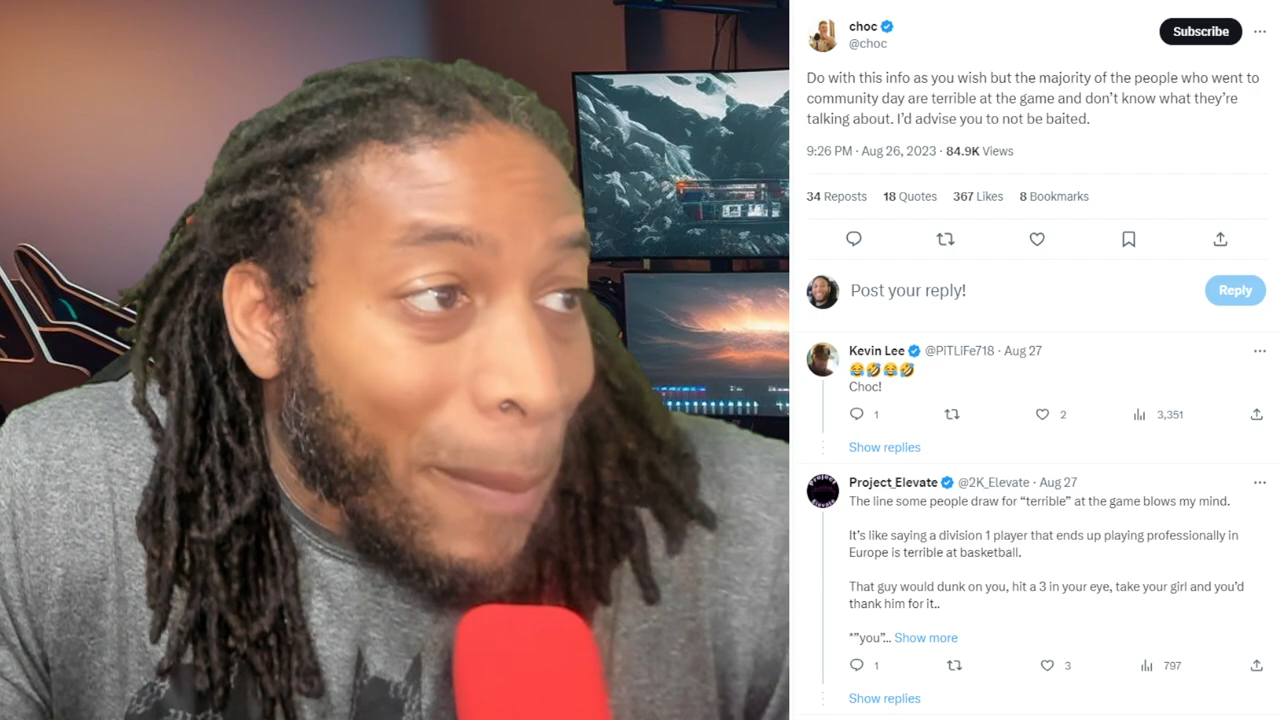 choc
Subscribe
@choc
Do with this info as you wish but the majority of the people who went to
community day are terrible at the game and don’t know what they’re
talking about. I’d advise you to not be baited.
9:26 PM · Aug 26, 2023 · 84.9K Views
34 Reposts 18 Quotes 367 Likes 8 Bookmarks
Post your reply!
Reply
Kevin Lee @PITLiFe718 · Aug 27
😂🤣😂🤣
Choc!
1 2 3,351
Show replies
Project_Elevate @2K_Elevate · Aug 27
The line some people draw for “terrible” at the game blows my mind.
It’s like saying a division 1 player that ends up playing professionally in
Europe is terrible at basketball.
That guy would dunk on you, hit a 3 in your eye, take your girl and you’d
thank him for it..
*”you”... Show more
1 3 797
Show replies